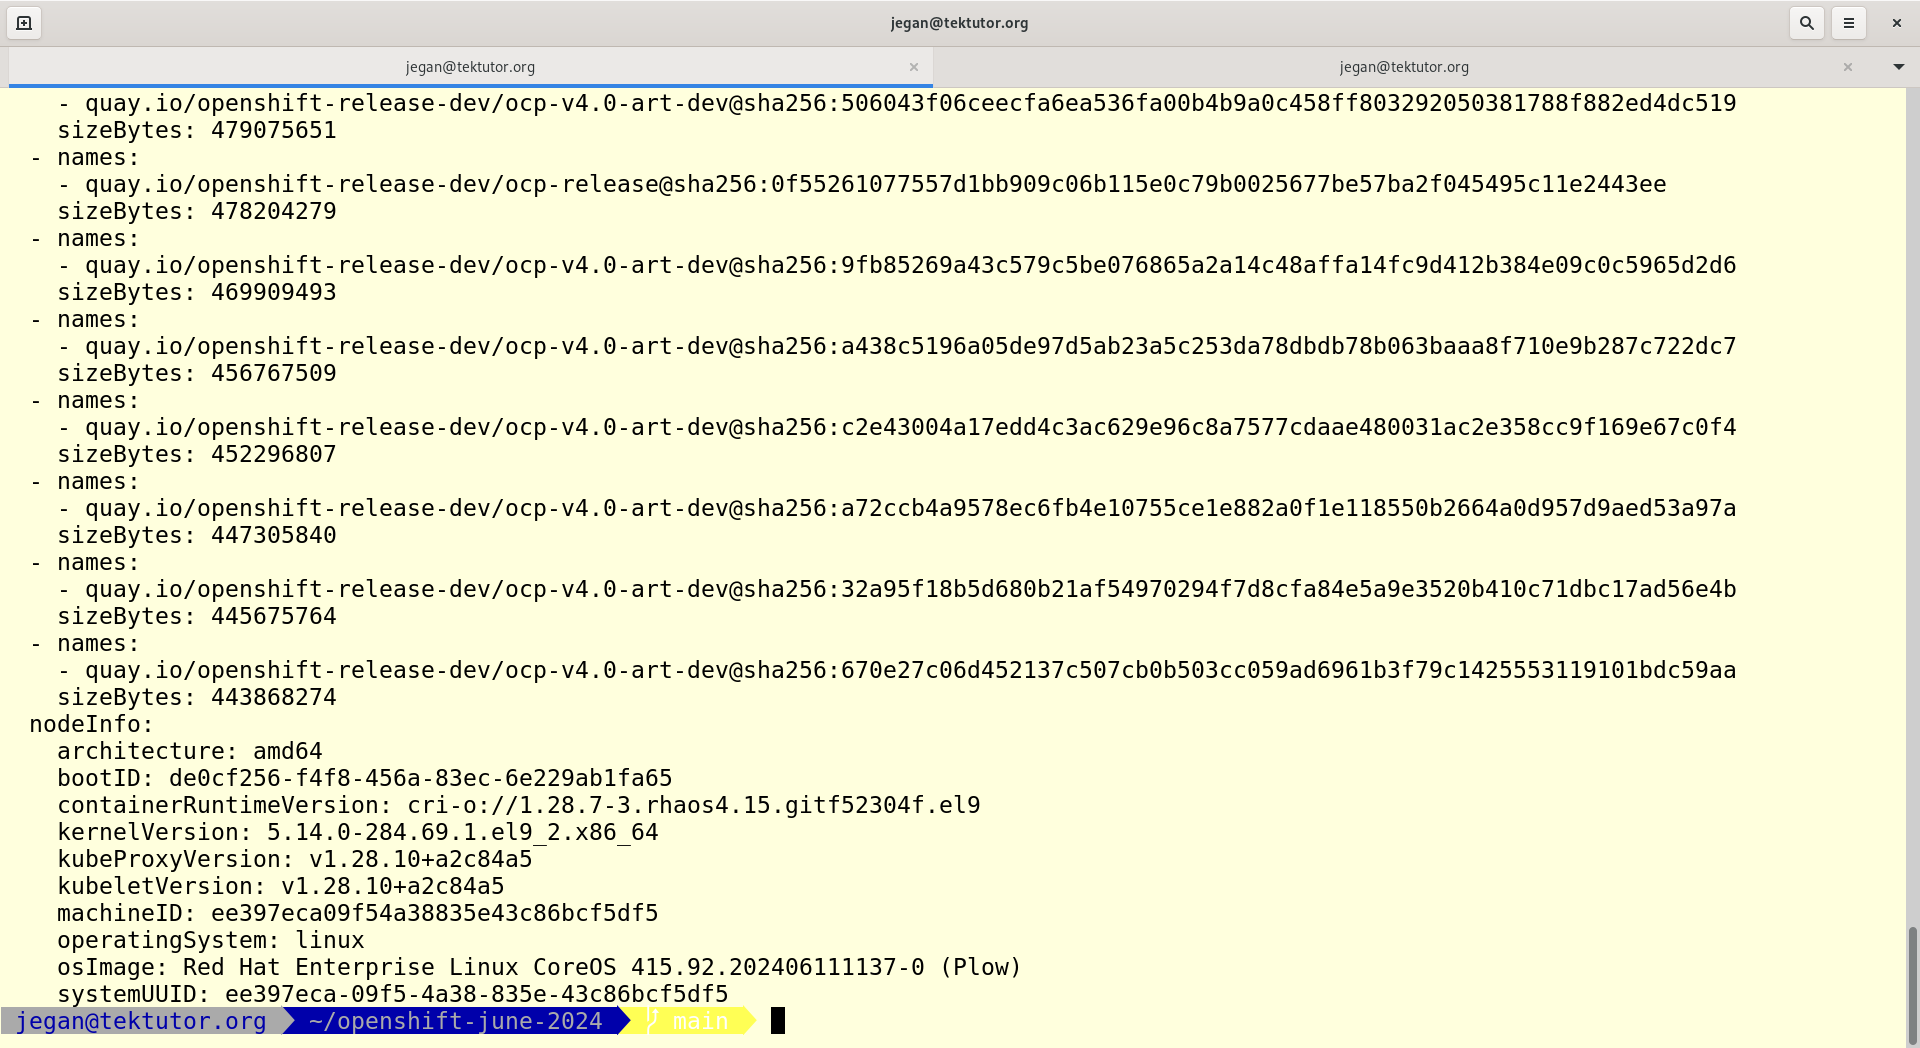 jegan@tektutor.org
jegan@tektutor.org
jegan@tektutor.org
- quay.io/openshift-release-dev/ocp-v4.0-art-dev@sha256:506043f06ceecfa6ea536fa00b4b9a0c458ff803292050381788f882ed4dc519
sizeBytes: 479075651
- names:
- quay.io/openshift-release-dev/ocp-release@sha256:0f55261077557d1bb909c06b115e0c79b0025677be57ba2f045495c11e2443ee
sizeBytes: 478204279
- names:
- quay.io/openshift-release-dev/ocp-v4.0-art-dev@sha256:9fb85269a43c579c5be076865a2a14c48affa14fc9d412b384e09c0c5965d2d6
sizeBytes: 469909493
- names:
- quay.io/openshift-release-dev/ocp-v4.0-art-dev@sha256:a438c5196a05de97d5ab23a5c253da78dbdb78b063baaa8f710e9b287c722dc7
sizeBytes: 456767509
- names:
- quay.io/openshift-release-dev/ocp-v4.0-art-dev@sha256:c2e43004a17edd4c3ac629e96c8a7577cdaae480031ac2e358cc9f169e67c0f4
sizeBytes: 452296807
- names:
- quay.io/openshift-release-dev/ocp-v4.0-art-dev@sha256:a72ccb4a9578ec6fb4e10755ce1e882a0f1e118550b2664a0d957d9aed53a97a
sizeBytes: 447305840
- names:
- quay.io/openshift-release-dev/ocp-v4.0-art-dev@sha256:32a95f18b5d680b21af54970294f7d8cfa84e5a9e3520b410c71dbc17ad56e4b
sizeBytes: 445675764
- names:
- quay.io/openshift-release-dev/ocp-v4.0-art-dev@sha256:670e27c06d452137c507cb0b503cc059ad6961b3f79c1425553119101bdc59aa
sizeBytes: 443868274
nodeInfo:
architecture: amd64
bootID: de0cf256-f4f8-456a-83ec-6e229ab1fa65
containerRuntimeVersion: cri-o://1.28.7-3.rhaos4.15.gitf52304f.el9
kernelVersion: 5.14.0-284.69.1.el9_2.x86_64
kubeProxyVersion: v1.28.10+a2c84a5
kubeletVersion: v1.28.10+a2c84a5
machineID: ee397eca09f54a38835e43c86bcf5df5
operatingSystem: linux
osImage: Red Hat Enterprise Linux CoreOS 415.92.202406111137-0 (Plow)
systemUUID: ee397eca-09f5-4a38-835e-43c86bcf5df5
jegan@tektutor.org ~/openshift-june-2024 main